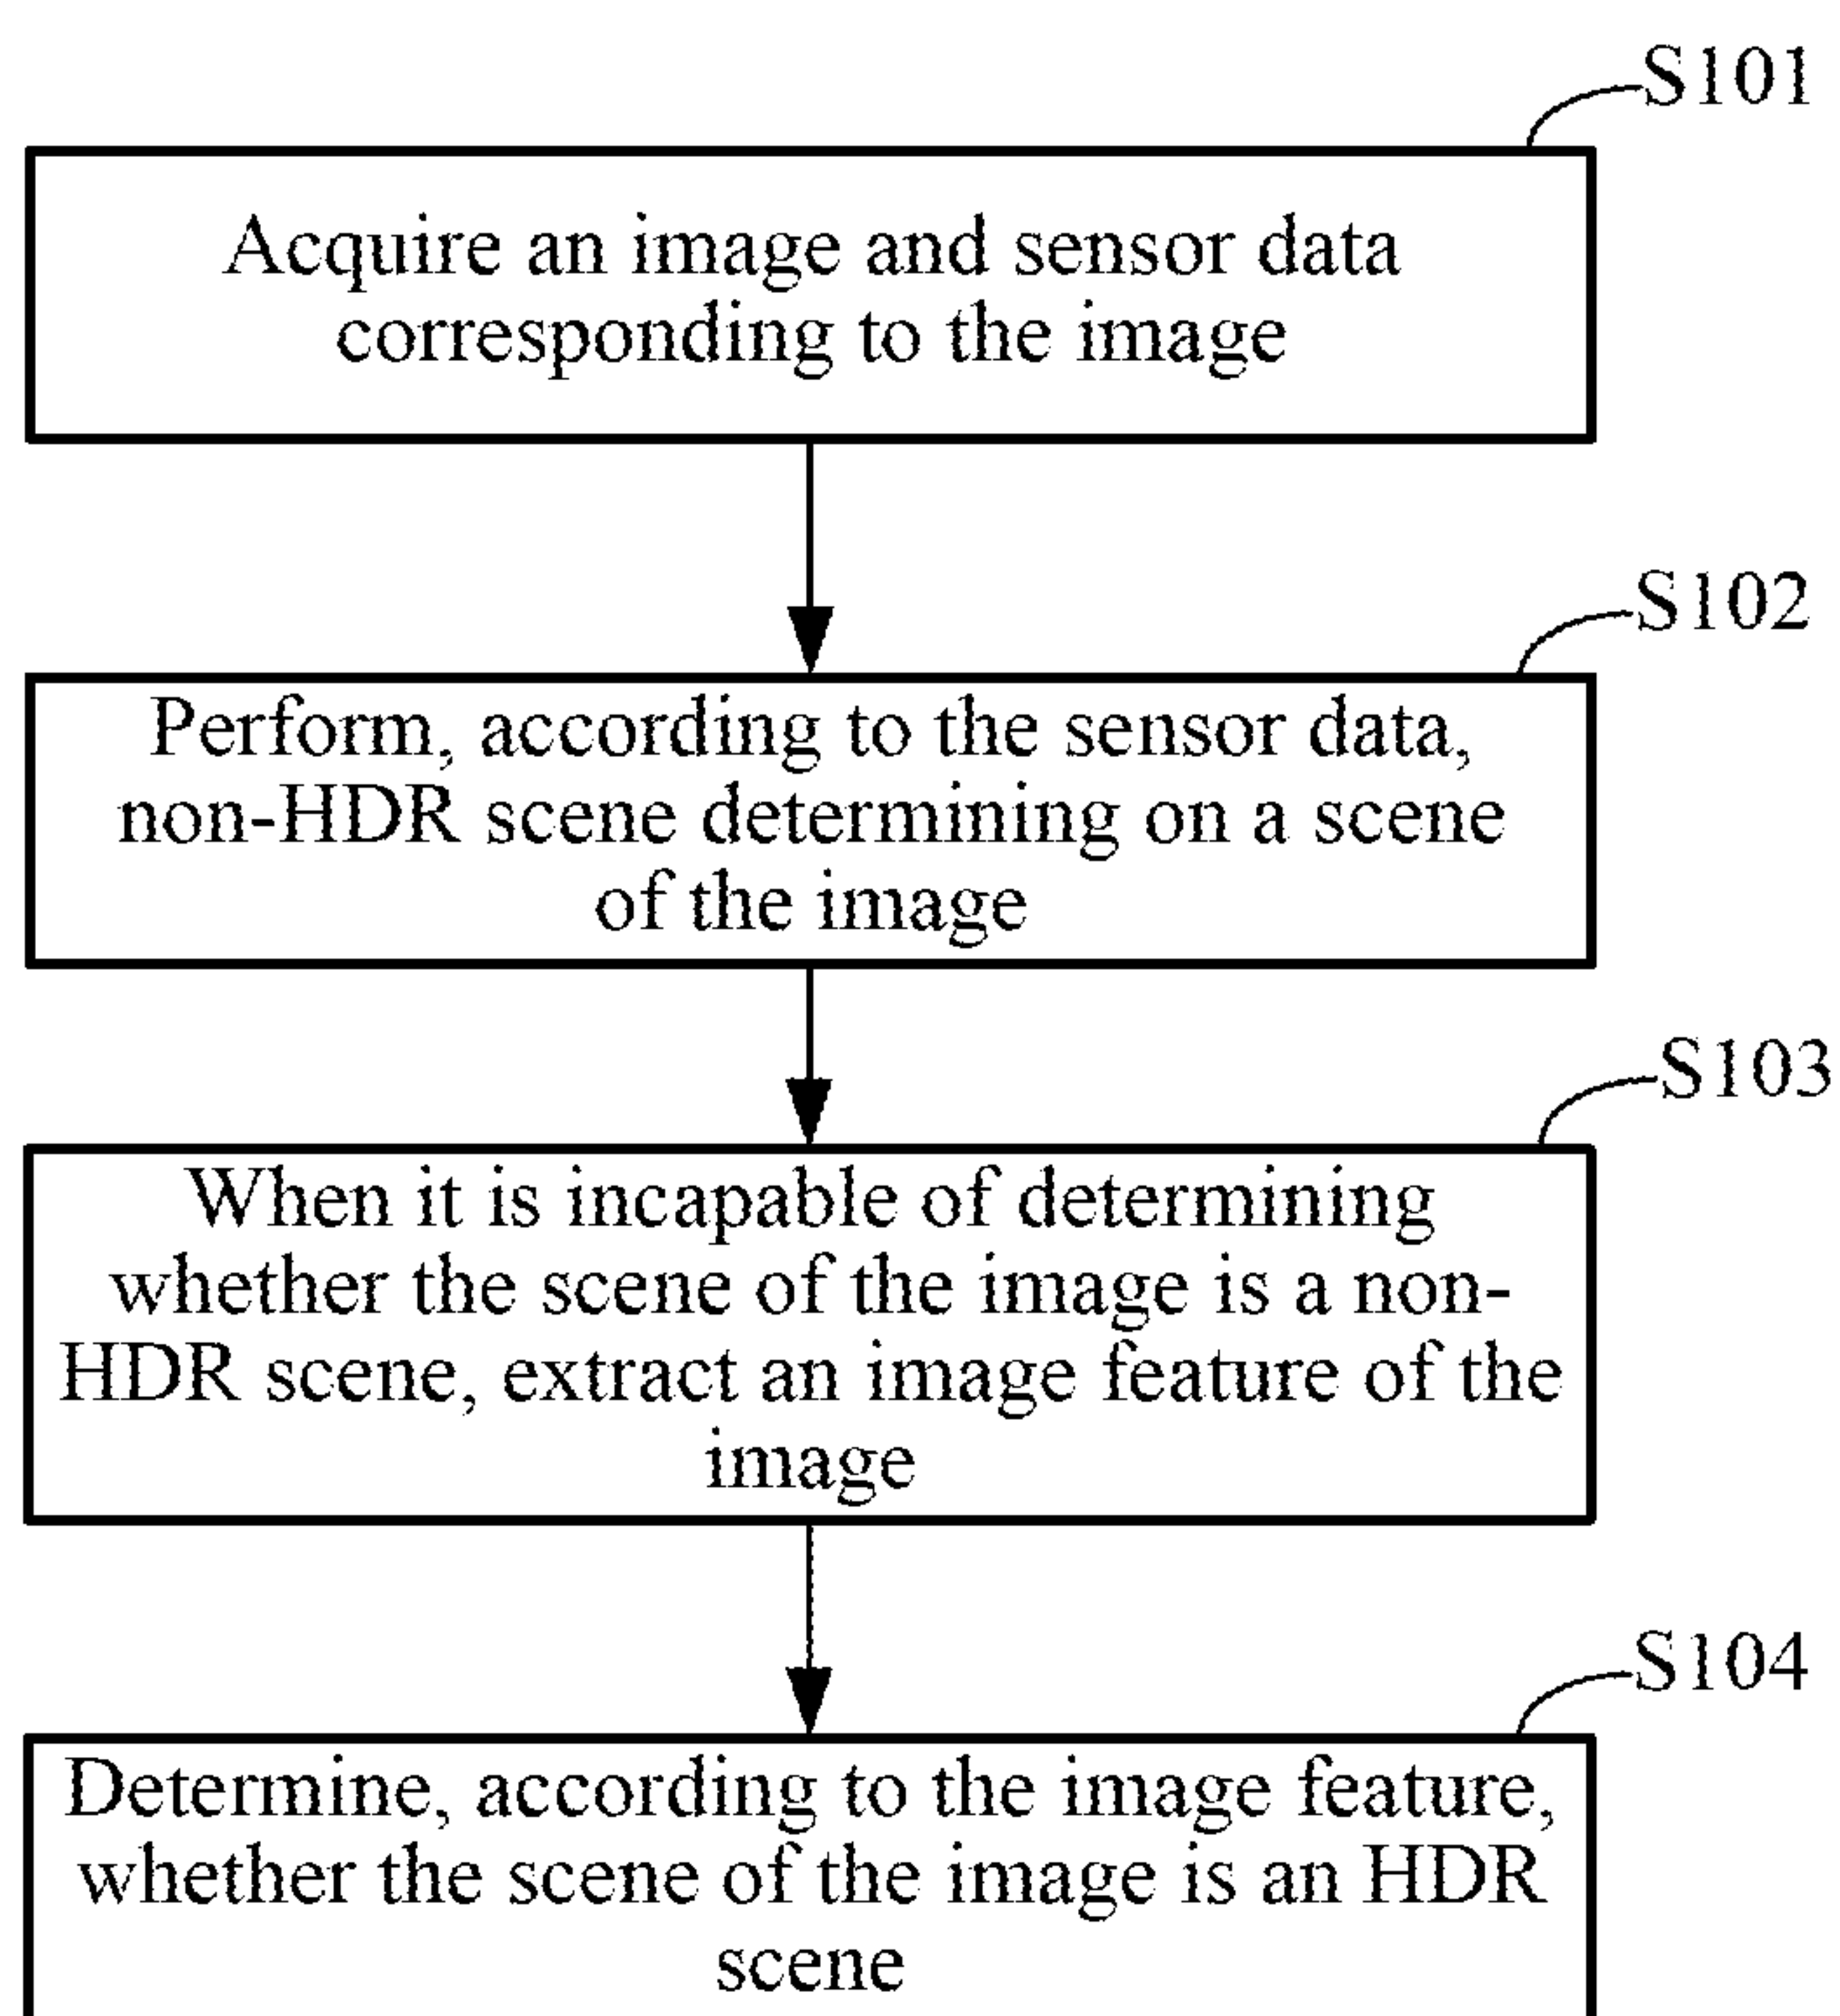 S101
Acquire an image and sensor data
corresponding to the image
S102
Perform, according to the sensor data,
non-HDR scene determining on a scene
of the image
S103
When it is incapable of determining
whether the scene of the image is a non-
HDR scene, extract an image feature of the
image
S104
Determine, according to the image feature,
whether the scene of the image is an HDR
scene